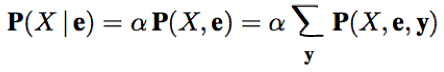 P(X | e) = α P(X, e) = α ∑ P(X, e, y)
y